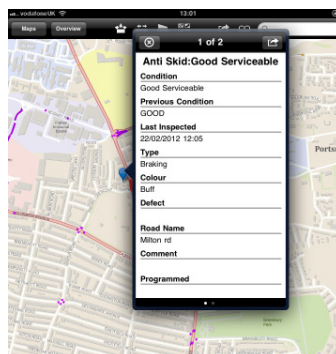 vodafone UK
13:01
Maps
Overview
1 of 2
Anti Skid:Good Serviceable
Condition
Good Serviceable
Previous Condition
GOOD
Last Inspected
22/02/2012 12:05
Type
Braking
Colour
Buff
Defect
Road Name
Milton rd
Comment
Programmed
Ports